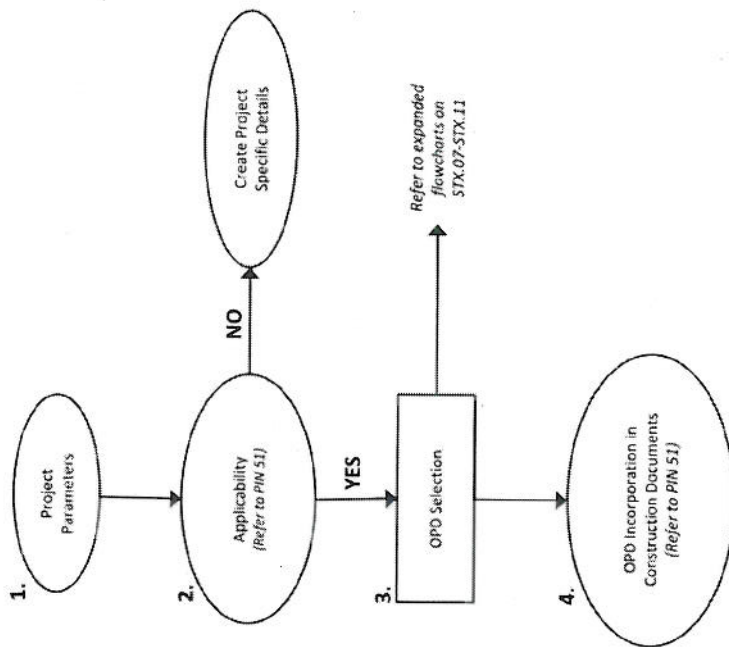 1.
Project
Parameters
2.
Applicability
(Refer to PIN 51)
NO
Create Project
Specific Details
YES
3.
OPD Selection
Refer to expanded
flowcharts on
STX.07-STX.11
4.
OPD Incorporation in
Construction Documents
(Refer to PIN 51)